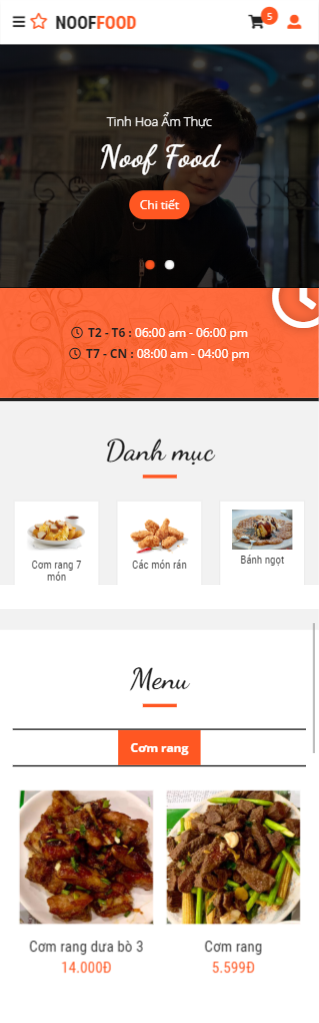 NOOFFOOD
5
Tinh Hoa Ẩm Thực
Noof Food
Chi tiết
T2 - T6 : 06:00 am - 06:00 pm
T7 - CN : 08:00 am - 04:00 pm
Danh mục
Cơm rang 7
món
Các món rán
Bánh ngọt
Menu
Cơm rang
Cơm rang dưa bò 3
14.000Đ
Cơm rang
5.599Đ